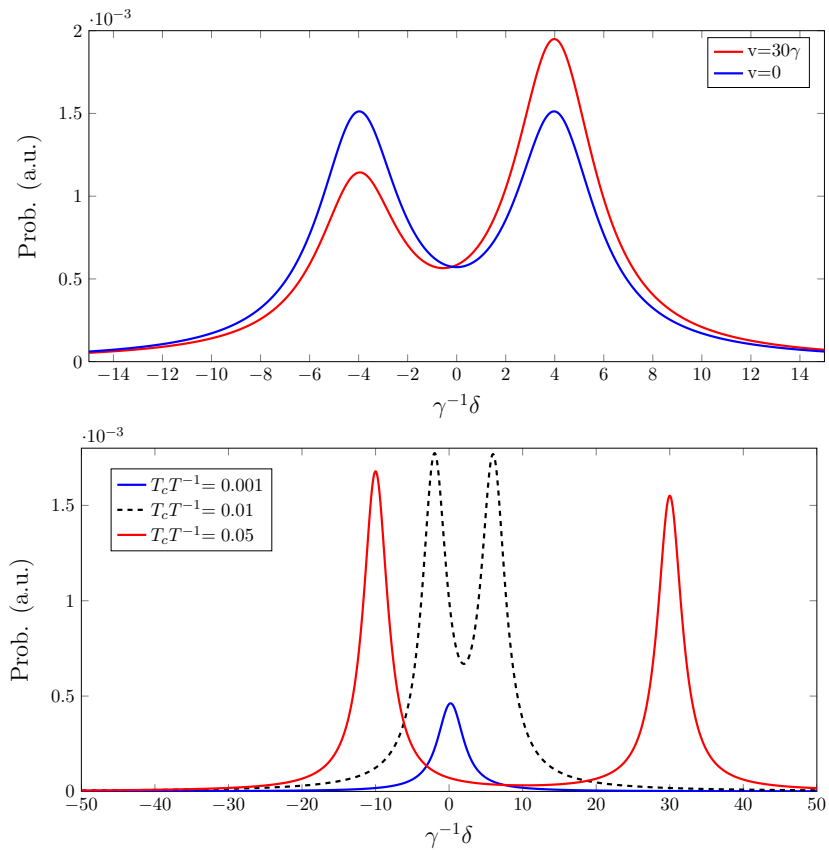 ·10⁻³
2
1.5
1
0.5
0
Prob. (a.u.)
v=30γ
v=0
−14 −12 −10 −8 −6 −4 −2 0 2 4 6 8 10 12 14
γ⁻¹δ
·10⁻³
1.5
1
0.5
0
Prob. (a.u.)
T_cT⁻¹= 0.001
T_cT⁻¹= 0.01
T_cT⁻¹= 0.05
−50 −40 −30 −20 −10 0 10 20 30 40 50
γ⁻¹δ